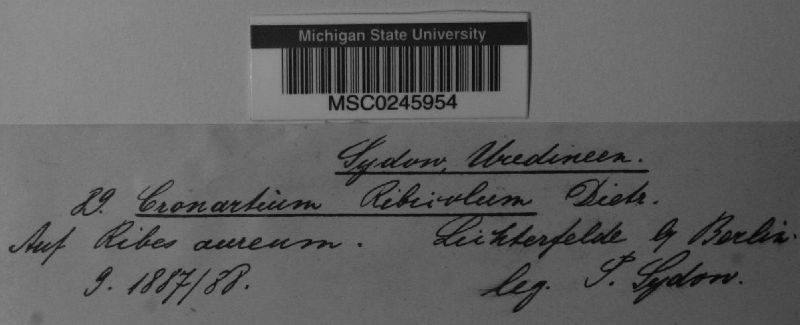 Michigan State University
MSC0245954
Sydow, Uredineen.
29. Cronartium Ribicolum Dietr.
Auf Ribes aureum. Lichterfelde b/ Berlin.
9. 1887/88. leg. P. Sydow.